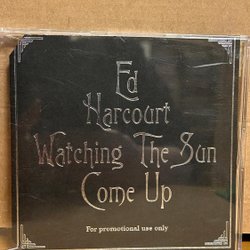 Ed
Harcourt
Watching The Sun
Come Up
For promotional use only